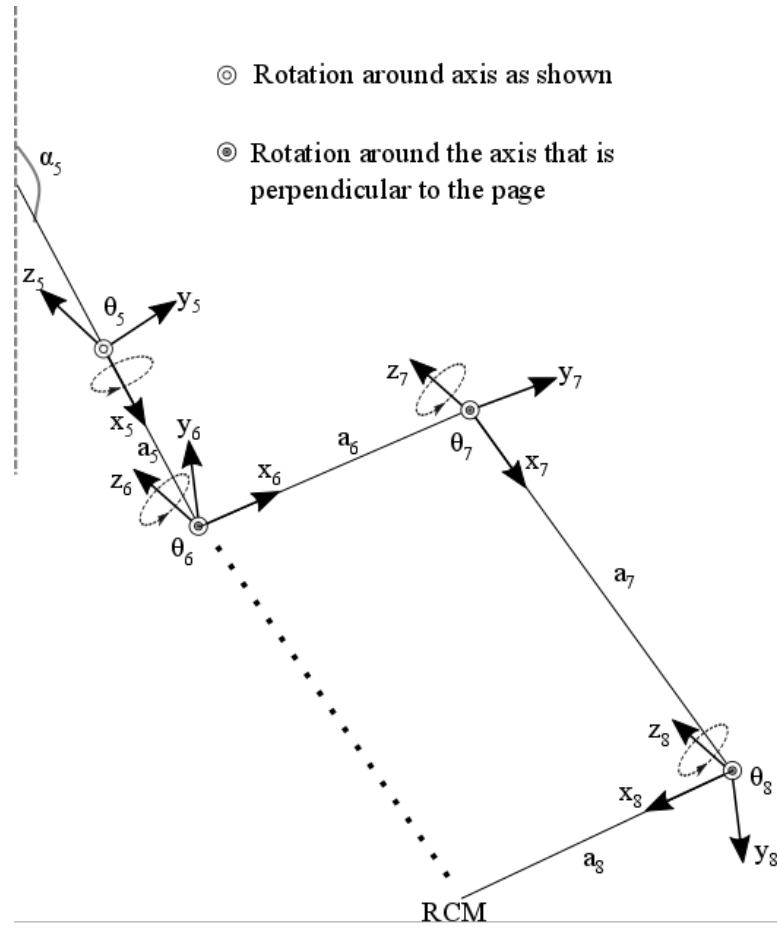 Rotation around axis as shown
Rotation around the axis that is
perpendicular to the page
α₅
z₅
θ₅
y₅
x₅
a₅
y₆
z₆
x₆
θ₆
a₆
z₇
y₇
θ₇
x₇
a₇
z₈
x₈
θ₈
y₈
a₈
RCM